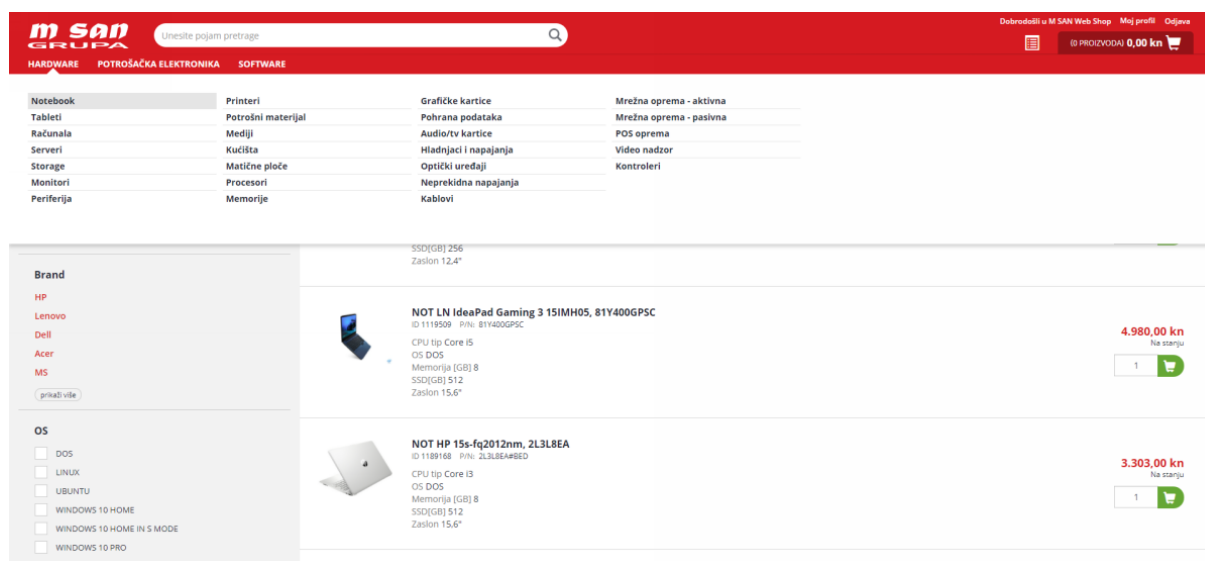 m san
GRUPA
Unesite pojam pretrage
Dobrodošli u M SAN Web Shop Moj profil Odjava
(0 PROIZVODA) 0,00 kn
HARDWARE POTROŠAČKA ELEKTRONIKA SOFTWARE
Notebook
Tableti
Računala
Serveri
Storage
Monitori
Periferija
Printeri
Potrošni materijal
Mediji
Kućišta
Matične ploče
Procesori
Memorije
Grafičke kartice
Pohrana podataka
Audio/tv kartice
Hladnjaci i napajanja
Optički uređaji
Neprekidna napajanja
Kablovi
Mrežna oprema - aktivna
Mrežna oprema - pasivna
POS oprema
Video nadzor
Kontroleri
Brand
HP
Lenovo
Dell
Acer
MS
prikaži više
OS
DOS
LINUX
UBUNTU
WINDOWS 10 HOME
WINDOWS 10 HOME IN S MODE
WINDOWS 10 PRO
SSD[GB] 256
Zaslon 12,4"
NOT LN IdeaPad Gaming 3 15IMH05, 81Y400GPSC
ID 1119509 P/N: 81Y400GPSC
CPU tip Core i5
OS DOS
Memorija [GB] 8
SSD[GB] 512
Zaslon 15,6"
4.980,00 kn
Na stanju
1
NOT HP 15s-fq2012nm, 2L3L8EA
ID 1189168 P/N: 2L3L8EA#BED
CPU tip Core i3
OS DOS
Memorija [GB] 8
SSD[GB] 512
Zaslon 15,6"
3.303,00 kn
Na stanju
1